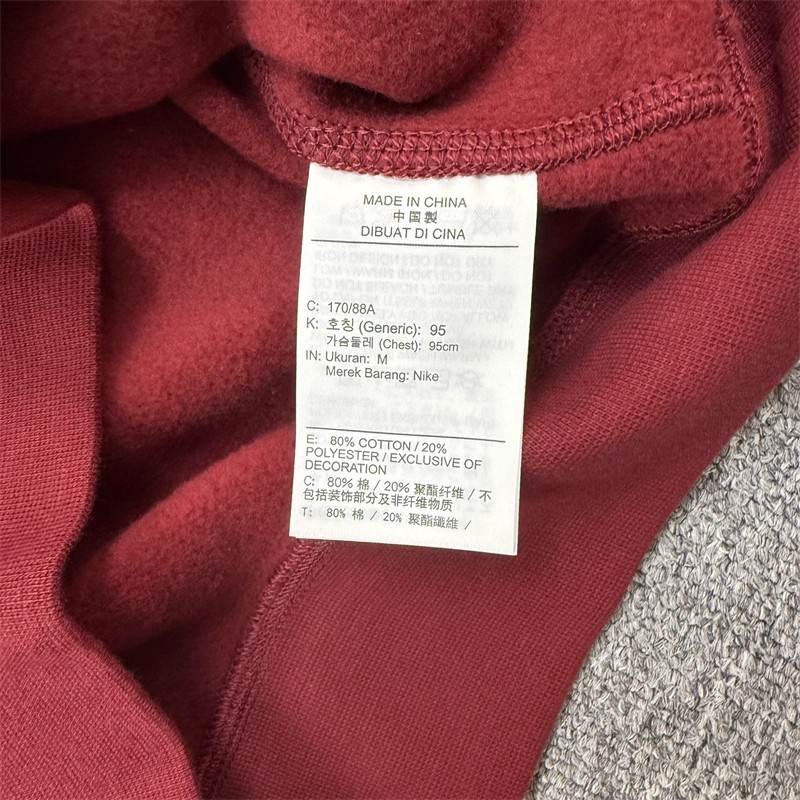 MADE IN CHINA
中国製
DIBUAT DI CINA
C: 170/88A
K: 호칭 (Generic): 95
가슴둘레 (Chest): 95cm
IN: Ukuran: M
Merek Barang: Nike
E: 80% COTTON / 20%
POLYESTER / EXCLUSIVE OF
DECORATION
C: 80% 棉 / 20% 聚酯纤维 / 不
包括装饰部分及非纤维物质
T: 80% 棉 / 20% 聚酯纖維 /